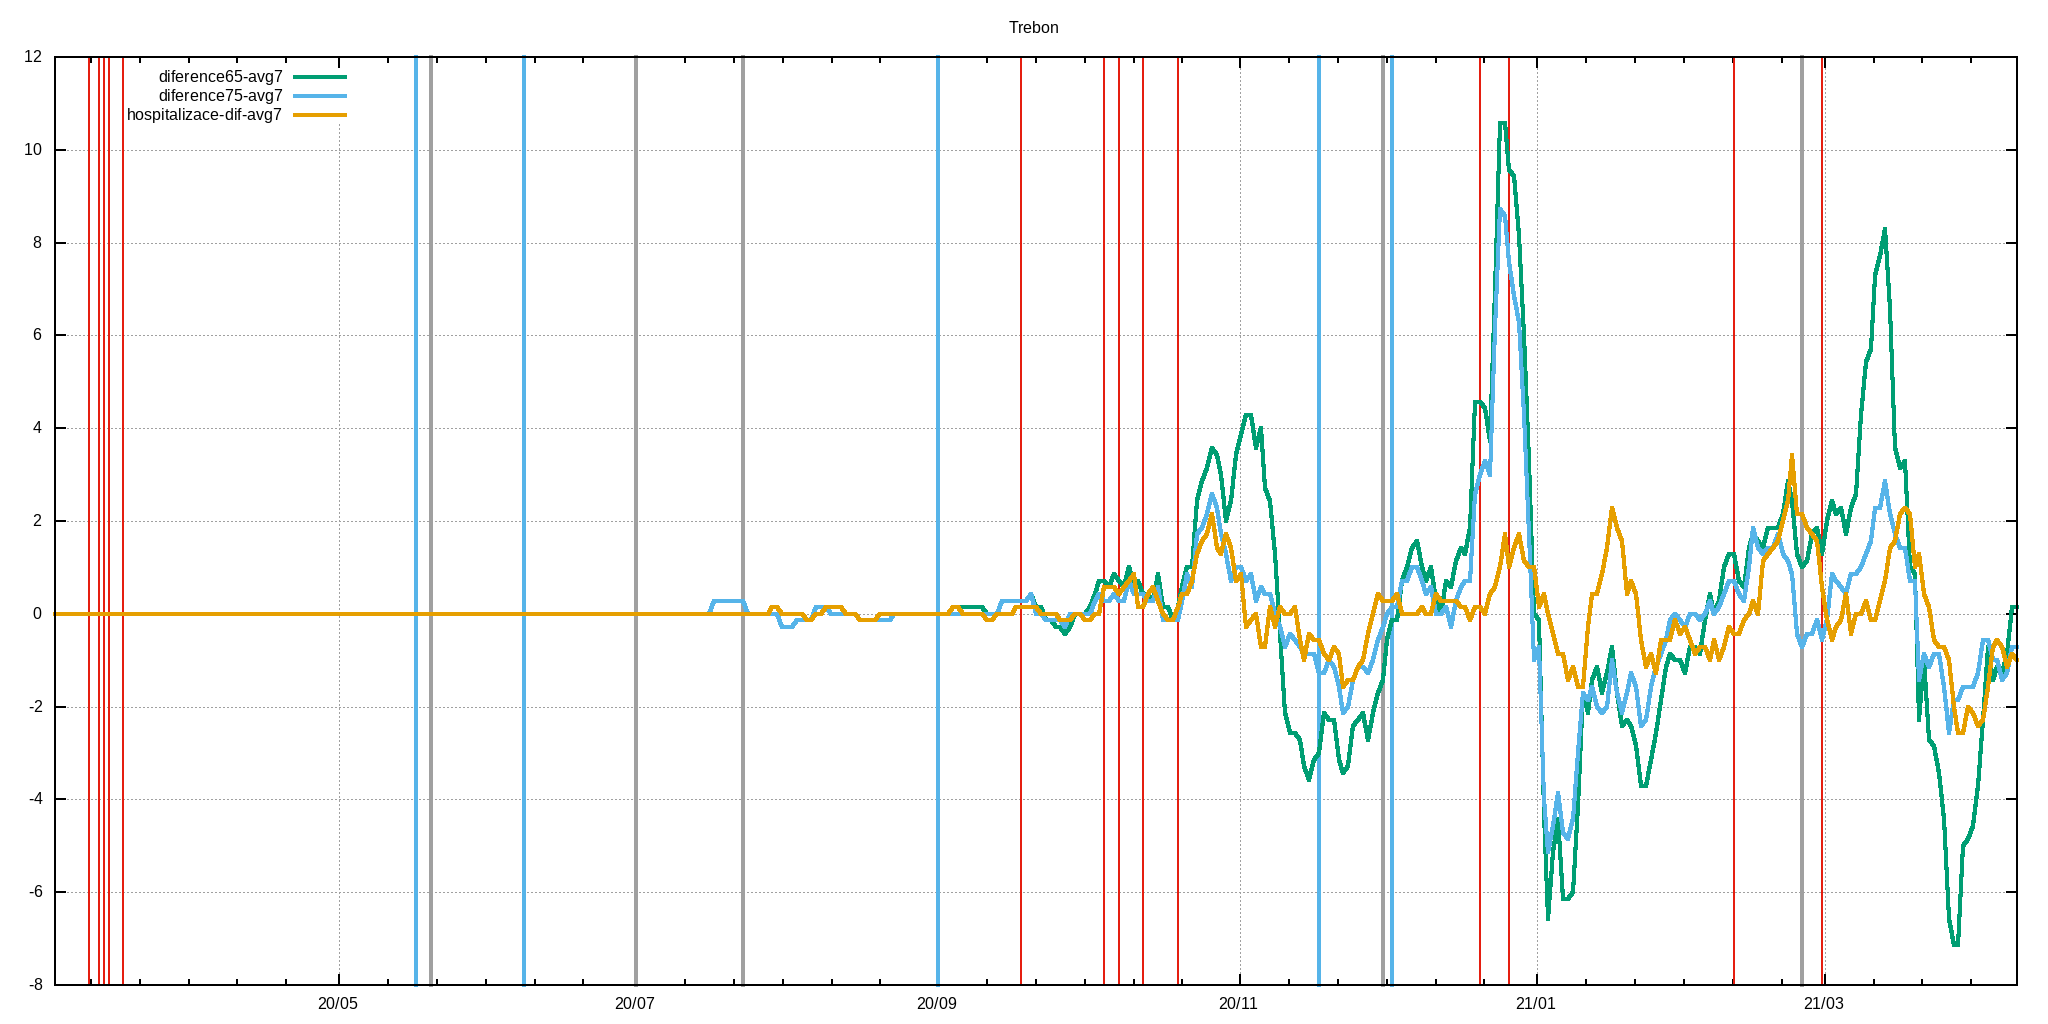 Trebon
diference65-avg7
diference75-avg7
hospitalizace-dif-avg7
12
10
8
6
4
2
0
-2
-4
-6
-8
20/05 20/07 20/09 20/11 21/01 21/03